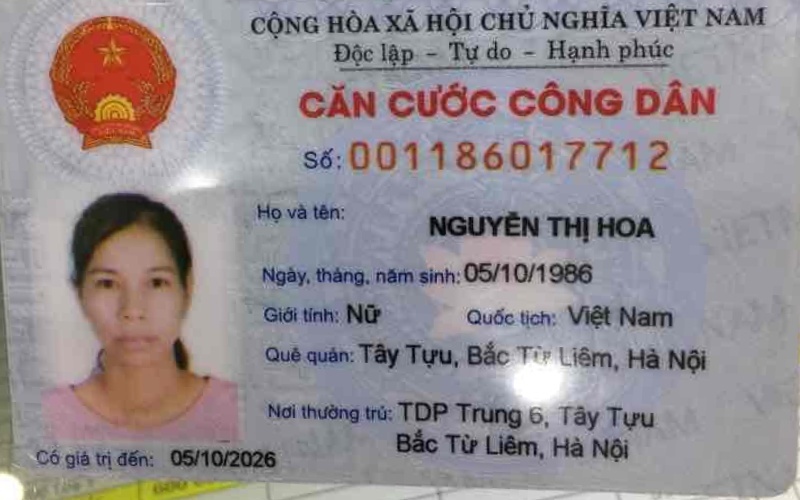 CỘNG HÒA XÃ HỘI CHỦ NGHĨA VIỆT NAM
Độc lập - Tự do - Hạnh phúc
CĂN CƯỚC CÔNG DÂN
Số: 001186017712
Họ và tên: NGUYỄN THỊ HOA
Ngày, tháng, năm sinh: 05/10/1986
Giới tính: Nữ Quốc tịch: Việt Nam
Quê quán: Tây Tựu, Bắc Từ Liêm, Hà Nội
Nơi thường trú: TDP Trung 6, Tây Tựu
Bắc Từ Liêm, Hà Nội
Có giá trị đến: 05/10/2026